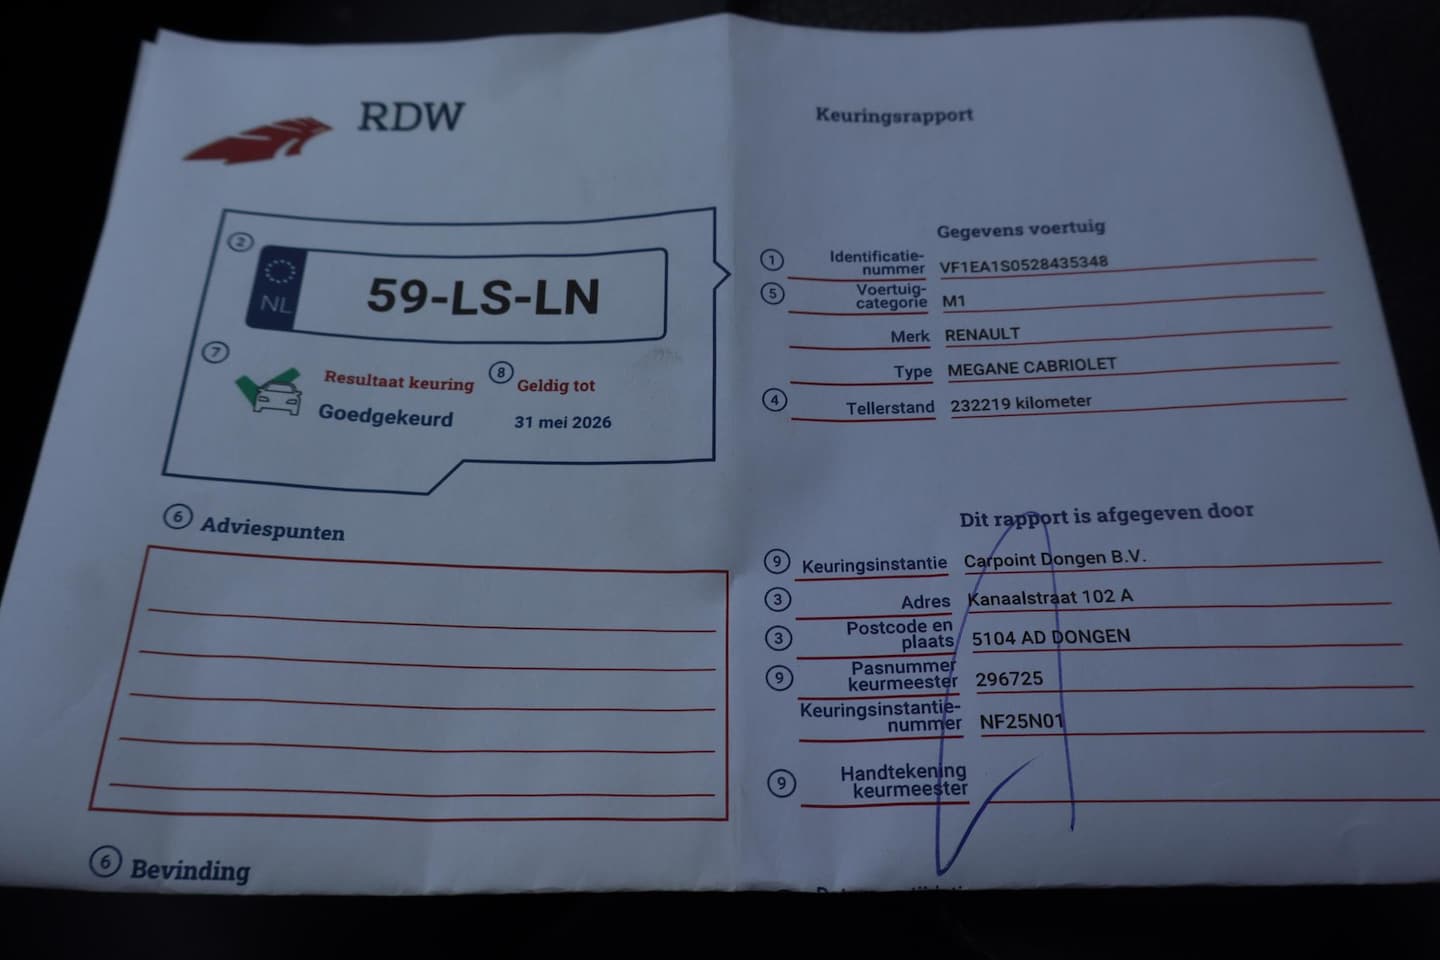 RDW
Keuringsrapport
2
NL
59-LS-LN
7
Resultaat keuring
Goedgekeurd
8
Geldig tot
31 mei 2026
6 Adviespunten
6 Bevinding
Gegevens voertuig
1 Identificatie-
nummer VF1EA1S0528435348
5 Voertuig-
categorie M1
Merk RENAULT
Type MEGANE CABRIOLET
4 Tellerstand 232219 kilometer
Dit rapport is afgegeven door
9 Keuringsinstantie Carpoint Dongen B.V.
3 Adres Kanaalstraat 102 A
3 Postcode en
plaats 5104 AD DONGEN
9 Pasnummer
keurmeester 296725
Keuringsinstantie-
nummer NF25N01
9 Handtekening
keurmeester